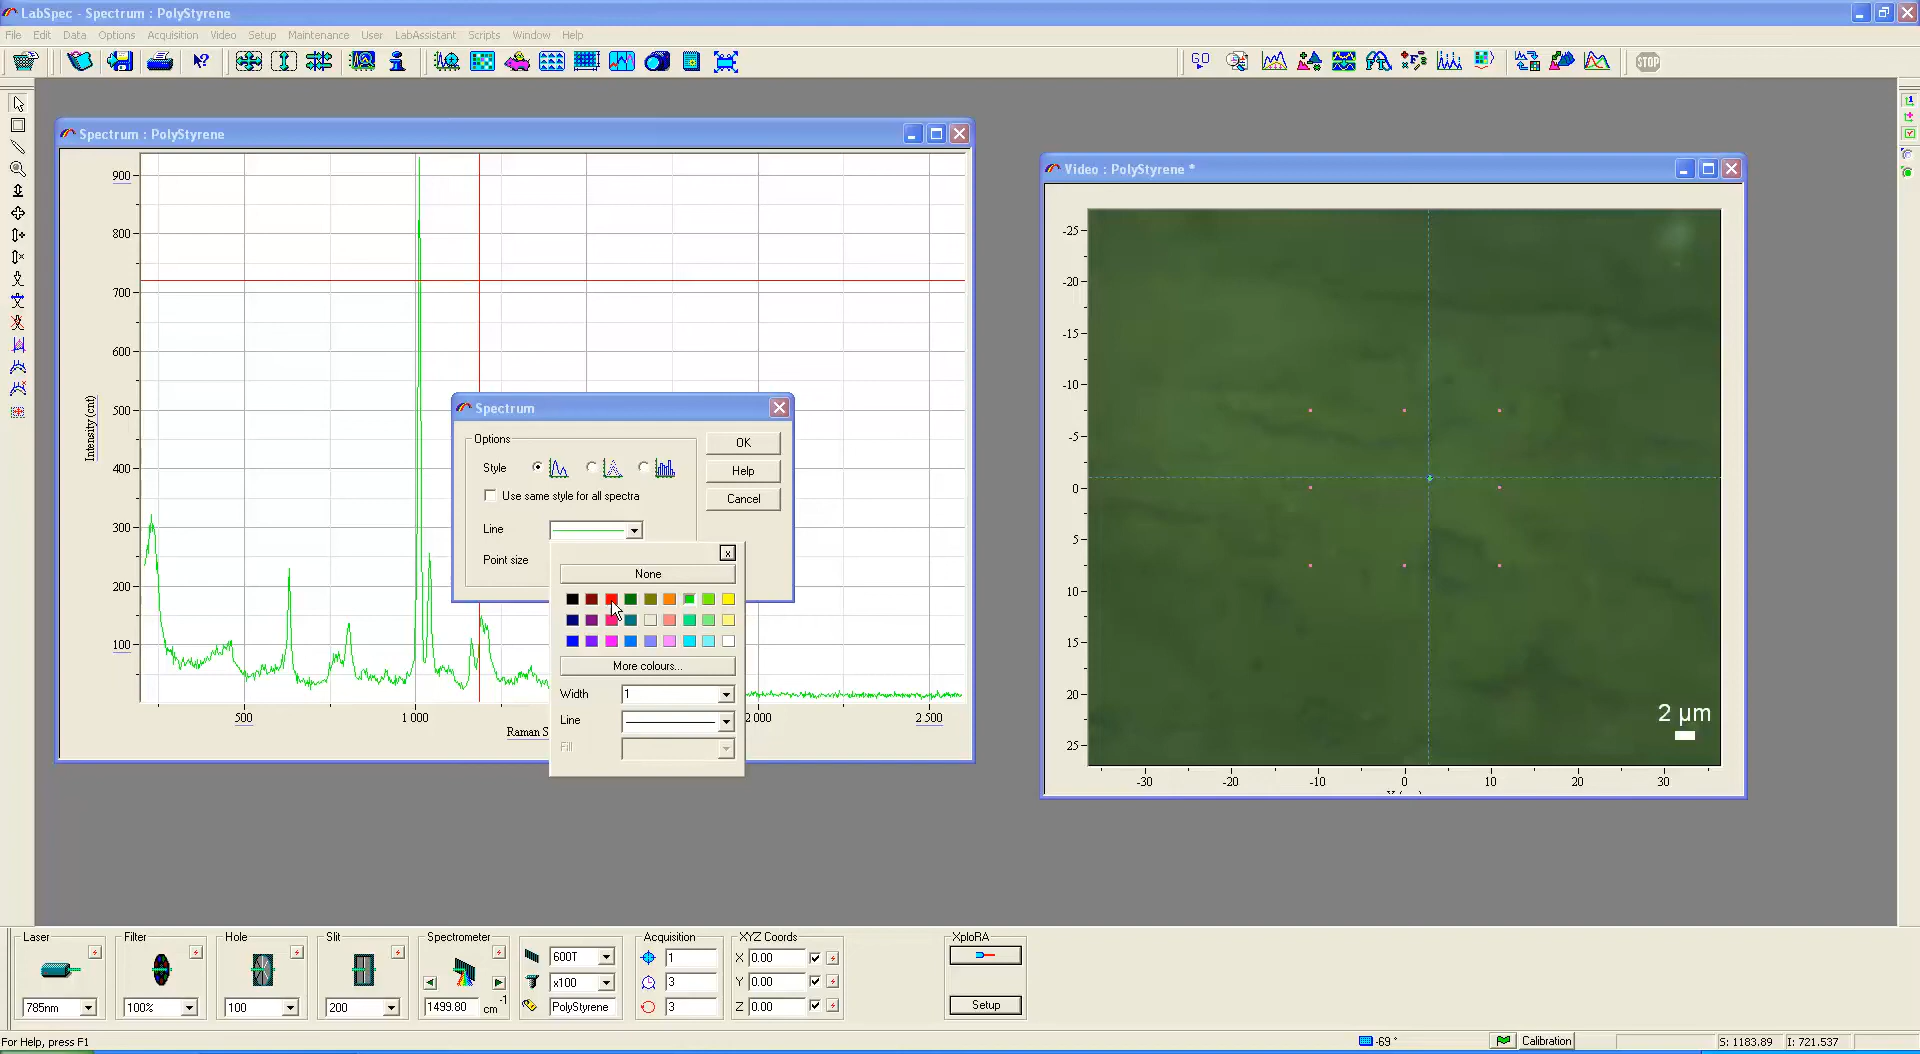 LabSpec - Spectrum : PolyStyrene
File Edit Data Options Acquisition Video Setup Maintenance User LabAssistant Scripts Window Help
GO
STOP
Spectrum : PolyStyrene
900
800
700
600
500
400
300
200
100
Intensity (cnt)
500
1 000
2 000
2 500
Raman S
Spectrum
Options
Style
Use same style for all spectra
Line
Point size
OK
Help
Cancel
x
None
More colours...
Width 1
Line
Fill
Video : PolyStyrene *
-25
-20
-15
-10
-5
0
5
10
15
20
25
-30
-20
-10
0
10
20
30
2 µm
Laser
785nm
Filter
100%
Hole
100
Slit
200
Spectrometer
1499.80 cm-1
600T
x100
PolyStyrene
Acquisition
1
3
3
XYZ Coords
X 0.00
Y 0.00
Z 0.00
XploRA
Setup
For Help, press F1
-69 °
Calibration
S: 1183.89
I: 721.537